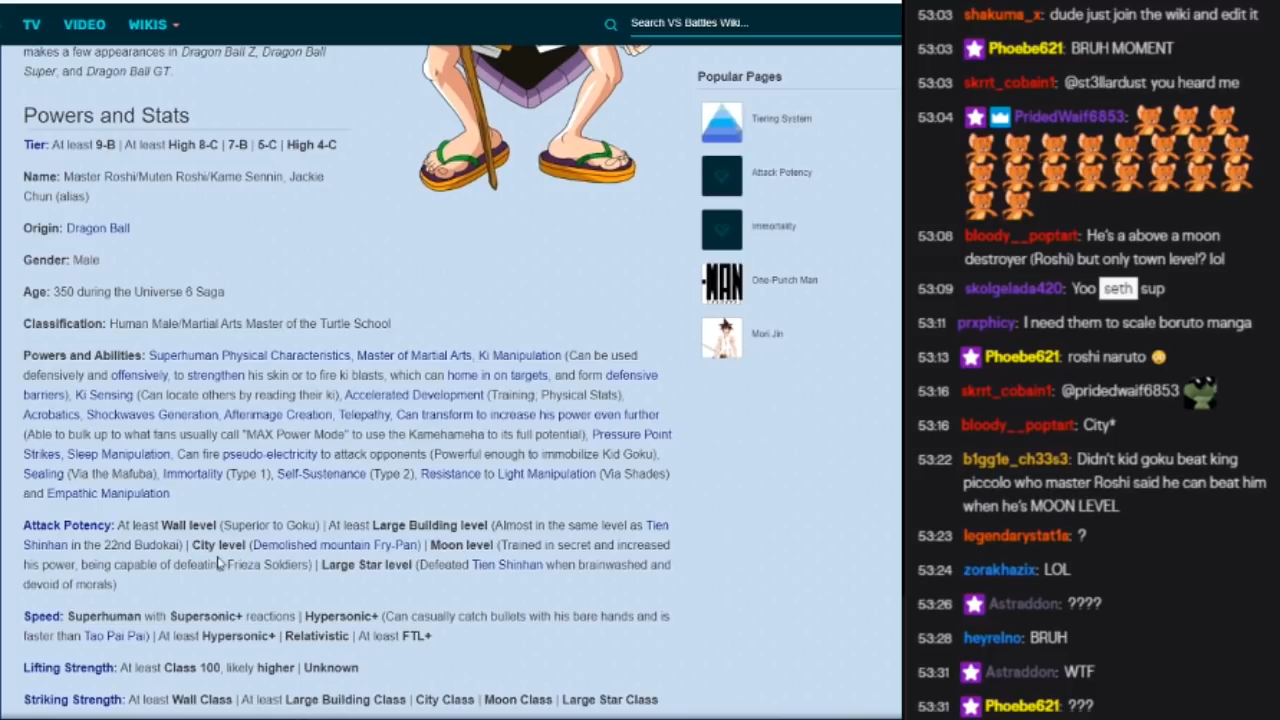 TV VIDEO WIKIS
Search VS Battles Wiki...
makes a few appearances in Dragon Ball Z, Dragon Ball
Super, and Dragon Ball GT.
Powers and Stats
Tier: At least 9-B | At least High 8-C | 7-B | 5-C | High 4-C
Name: Master Roshi/Muten Roshi/Kame Sennin, Jackie
Chun (alias)
Origin: Dragon Ball
Gender: Male
Age: 350 during the Universe 6 Saga
Classification: Human Male/Martial Arts Master of the Turtle School
Powers and Abilities: Superhuman Physical Characteristics, Master of Martial Arts, Ki Manipulation (Can be used
defensively and offensively, to strengthen his skin or to fire ki blasts, which can home in on targets, and form defensive
barriers), Ki Sensing (Can locate others by reading their ki), Accelerated Development (Training; Physical Stats),
Acrobatics, Shockwaves Generation, Afterimage Creation, Telepathy, Can transform to increase his power even further
(Able to bulk up to what fans usually call "MAX Power Mode" to use the Kamehameha to its full potential), Pressure Point
Strikes, Sleep Manipulation, Can fire pseudo-electricity to attack opponents (Powerful enough to immobilize Kid Goku),
Sealing (Via the Mafuba), Immortality (Type 1), Self-Sustenance (Type 2), Resistance to Light Manipulation (Via Shades)
and Empathic Manipulation
Attack Potency: At least Wall level (Superior to Goku) | At least Large Building level (Almost in the same level as Tien
Shinhan in the 22nd Budokai) | City level (Demolished mountain Fry-Pan) | Moon level (Trained in secret and increased
his power, being capable of defeating Frieza Soldiers) | Large Star level (Defeated Tien Shinhan when brainwashed and
devoid of morals)
Speed: Superhuman with Supersonic+ reactions | Hypersonic+ (Can casually catch bullets with his bare hands and is
faster than Tao Pai Pai) | At least Hypersonic+ | Relativistic | At least FTL+
Lifting Strength: At least Class 100, likely higher | Unknown
Striking Strength: At least Wall Class | At least Large Building Class | City Class | Moon Class | Large Star Class
Popular Pages
Tiering System
Attack Potency
Immortality
MAN
One-Punch Man
Mori Jin
53:03 shakuma_x: dude just join the wiki and edit it
53:03 Phoebe621: BRUH MOMENT
53:03 skrrt_cobain1: @st3llardust you heard me
53:04 PridedWaif6853:
53:08 bloody__poptart: He's a above a moon
destroyer (Roshi) but only town level? lol
53:09 skolgelada420: Yoo seth sup
53:11 prxphicy: I need them to scale boruto manga
53:13 Phoebe621: roshi naruto
53:16 skrrt_cobain1: @pridedwaif6853
53:16 bloody__poptart: City*
53:22 b1gg1e_ch33s3: Didn't kid goku beat king
piccolo who master Roshi said he can beat him
when he's MOON LEVEL
53:23 legendarystat1a: ?
53:24 zorakhazix: LOL
53:26 Astraddon: ????
53:28 heyrelno: BRUH
53:31 Astraddon: WTF
53:31 Phoebe621: ???